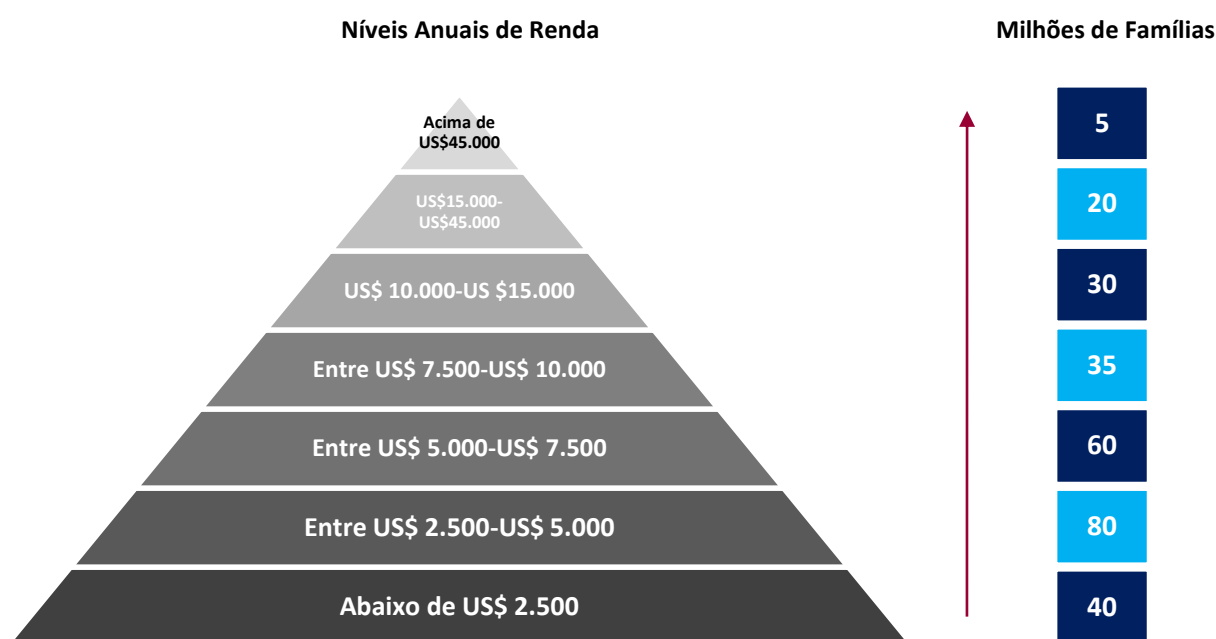 Níveis Anuais de Renda
Milhões de Famílias
Acima de
US$45.000
5
US$15.000-
US$45.000
20
US$ 10.000-US $15.000
30
Entre US$ 7.500-US$ 10.000
35
Entre US$ 5.000-US$ 7.500
60
Entre US$ 2.500-US$ 5.000
80
Abaixo de US$ 2.500
40